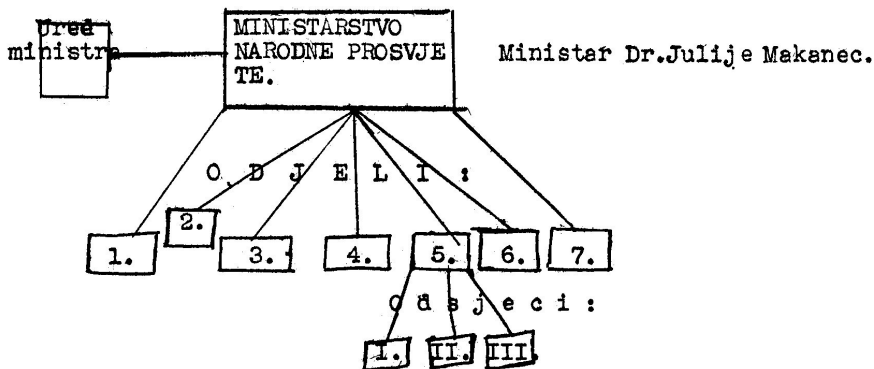 Ured
ministra
MINISTARSTVO
NARODNE PROSVJE
TE.
Ministar Dr.Julije Makanec.
O D J E L I :
1.
2.
3.
4.
5.
6.
7.
O d s j e c i :
I.
II.
III.